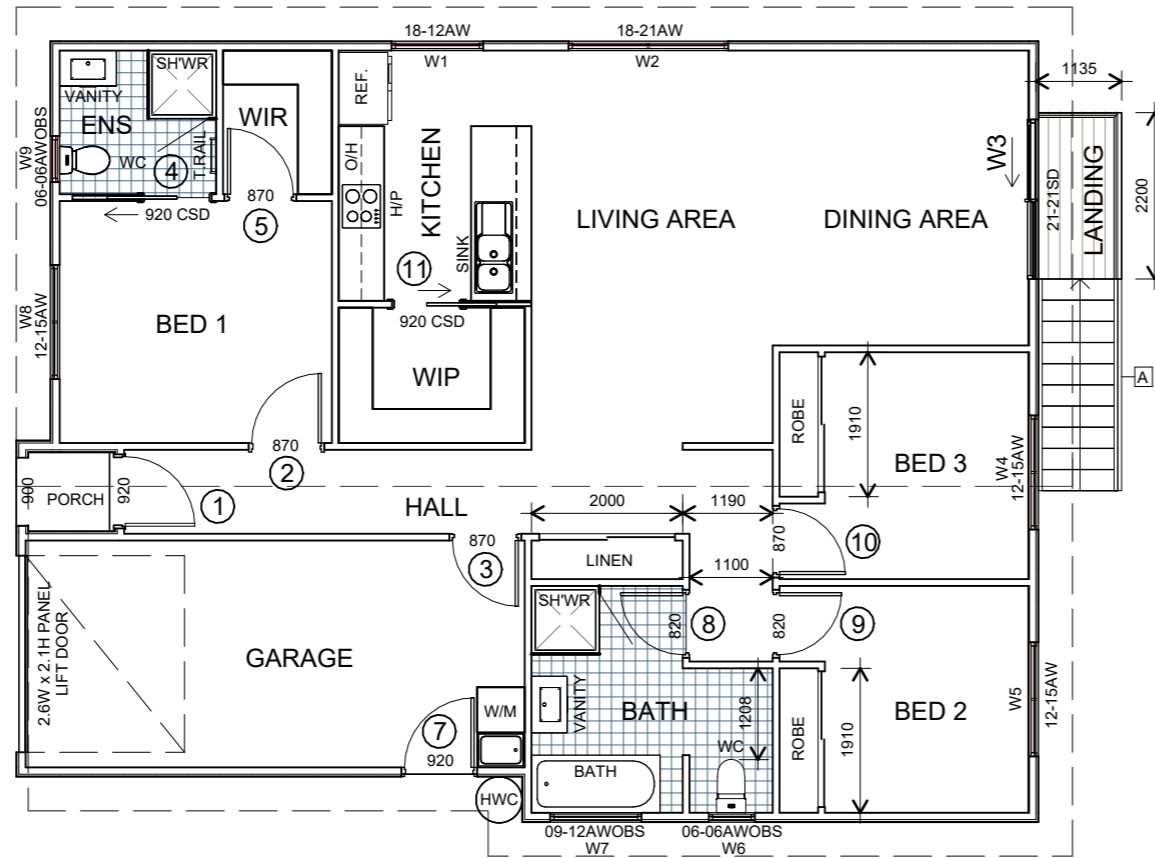 18-12AW
W1
18-21AW
W2
1135
SH'WR
VANITY
ENS
WC
4
T.RAIL
W9
06-06AWOBS
920 CSD
WIR
870
5
REF.
O/H
H/P
KITCHEN
SINK
11
920 CSD
LIVING AREA
DINING AREA
W3
21-21SD
LANDING
2200
W8
12-15AW
BED 1
WIP
870
2
ROBE
1910
BED 3
W4
12-15AW
A
900
PORCH
920
1
HALL
2000
1190
870
10
870
3
LINEN
1100
2.6W x 2.1H PANEL
LIFT DOOR
GARAGE
SH'WR
820
8
820
9
W/M
7
920
HWC
VANITY
BATH
BATH
1208
WC
ROBE
1910
BED 2
W5
12-15AW
09-12AWOBS
W7
06-06AWOBS
W6